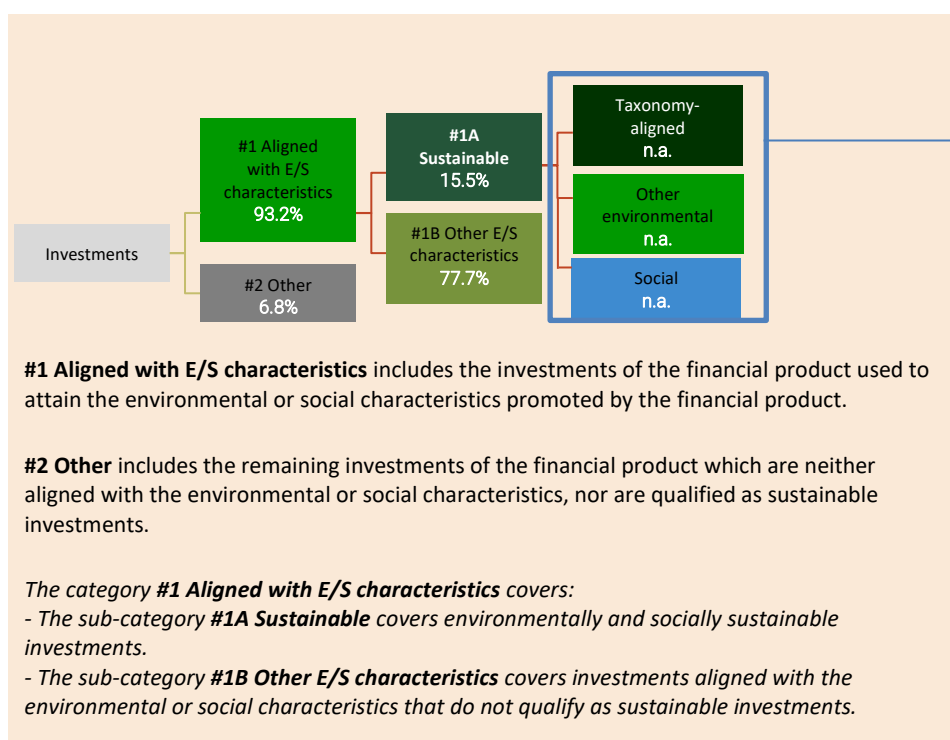 Investments
#1 Aligned
with E/S
characteristics
93.2%
#2 Other
6.8%
#1A
Sustainable
15.5%
#1B Other E/S
characteristics
77.7%
Taxonomy-
aligned
n.a.
Other
environmental
n.a.
Social
n.a.
#1 Aligned with E/S characteristics includes the investments of the financial product used to
attain the environmental or social characteristics promoted by the financial product.
#2 Other includes the remaining investments of the financial product which are neither
aligned with the environmental or social characteristics, nor are qualified as sustainable
investments.
The category #1 Aligned with E/S characteristics covers:
- The sub-category #1A Sustainable covers environmentally and socially sustainable
investments.
- The sub-category #1B Other E/S characteristics covers investments aligned with the
environmental or social characteristics that do not qualify as sustainable investments.